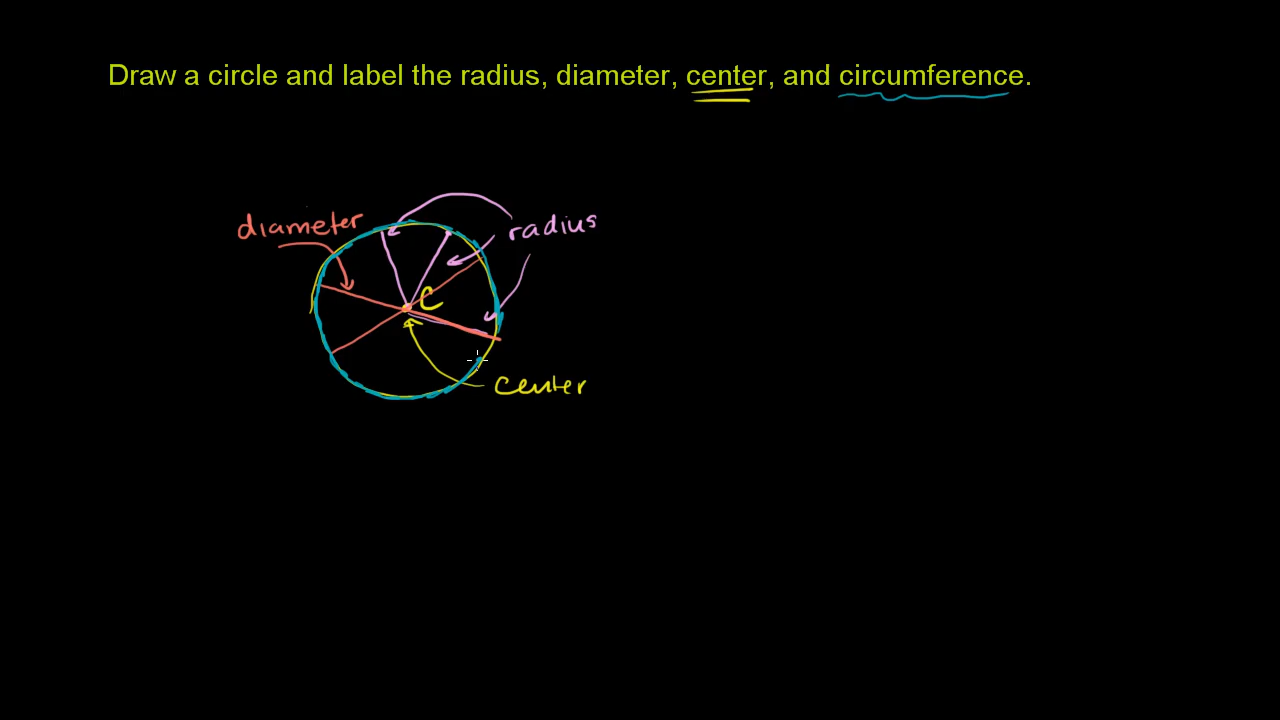 Draw a circle and label the radius, diameter, center, and circumference.
diameter
radius
C
center